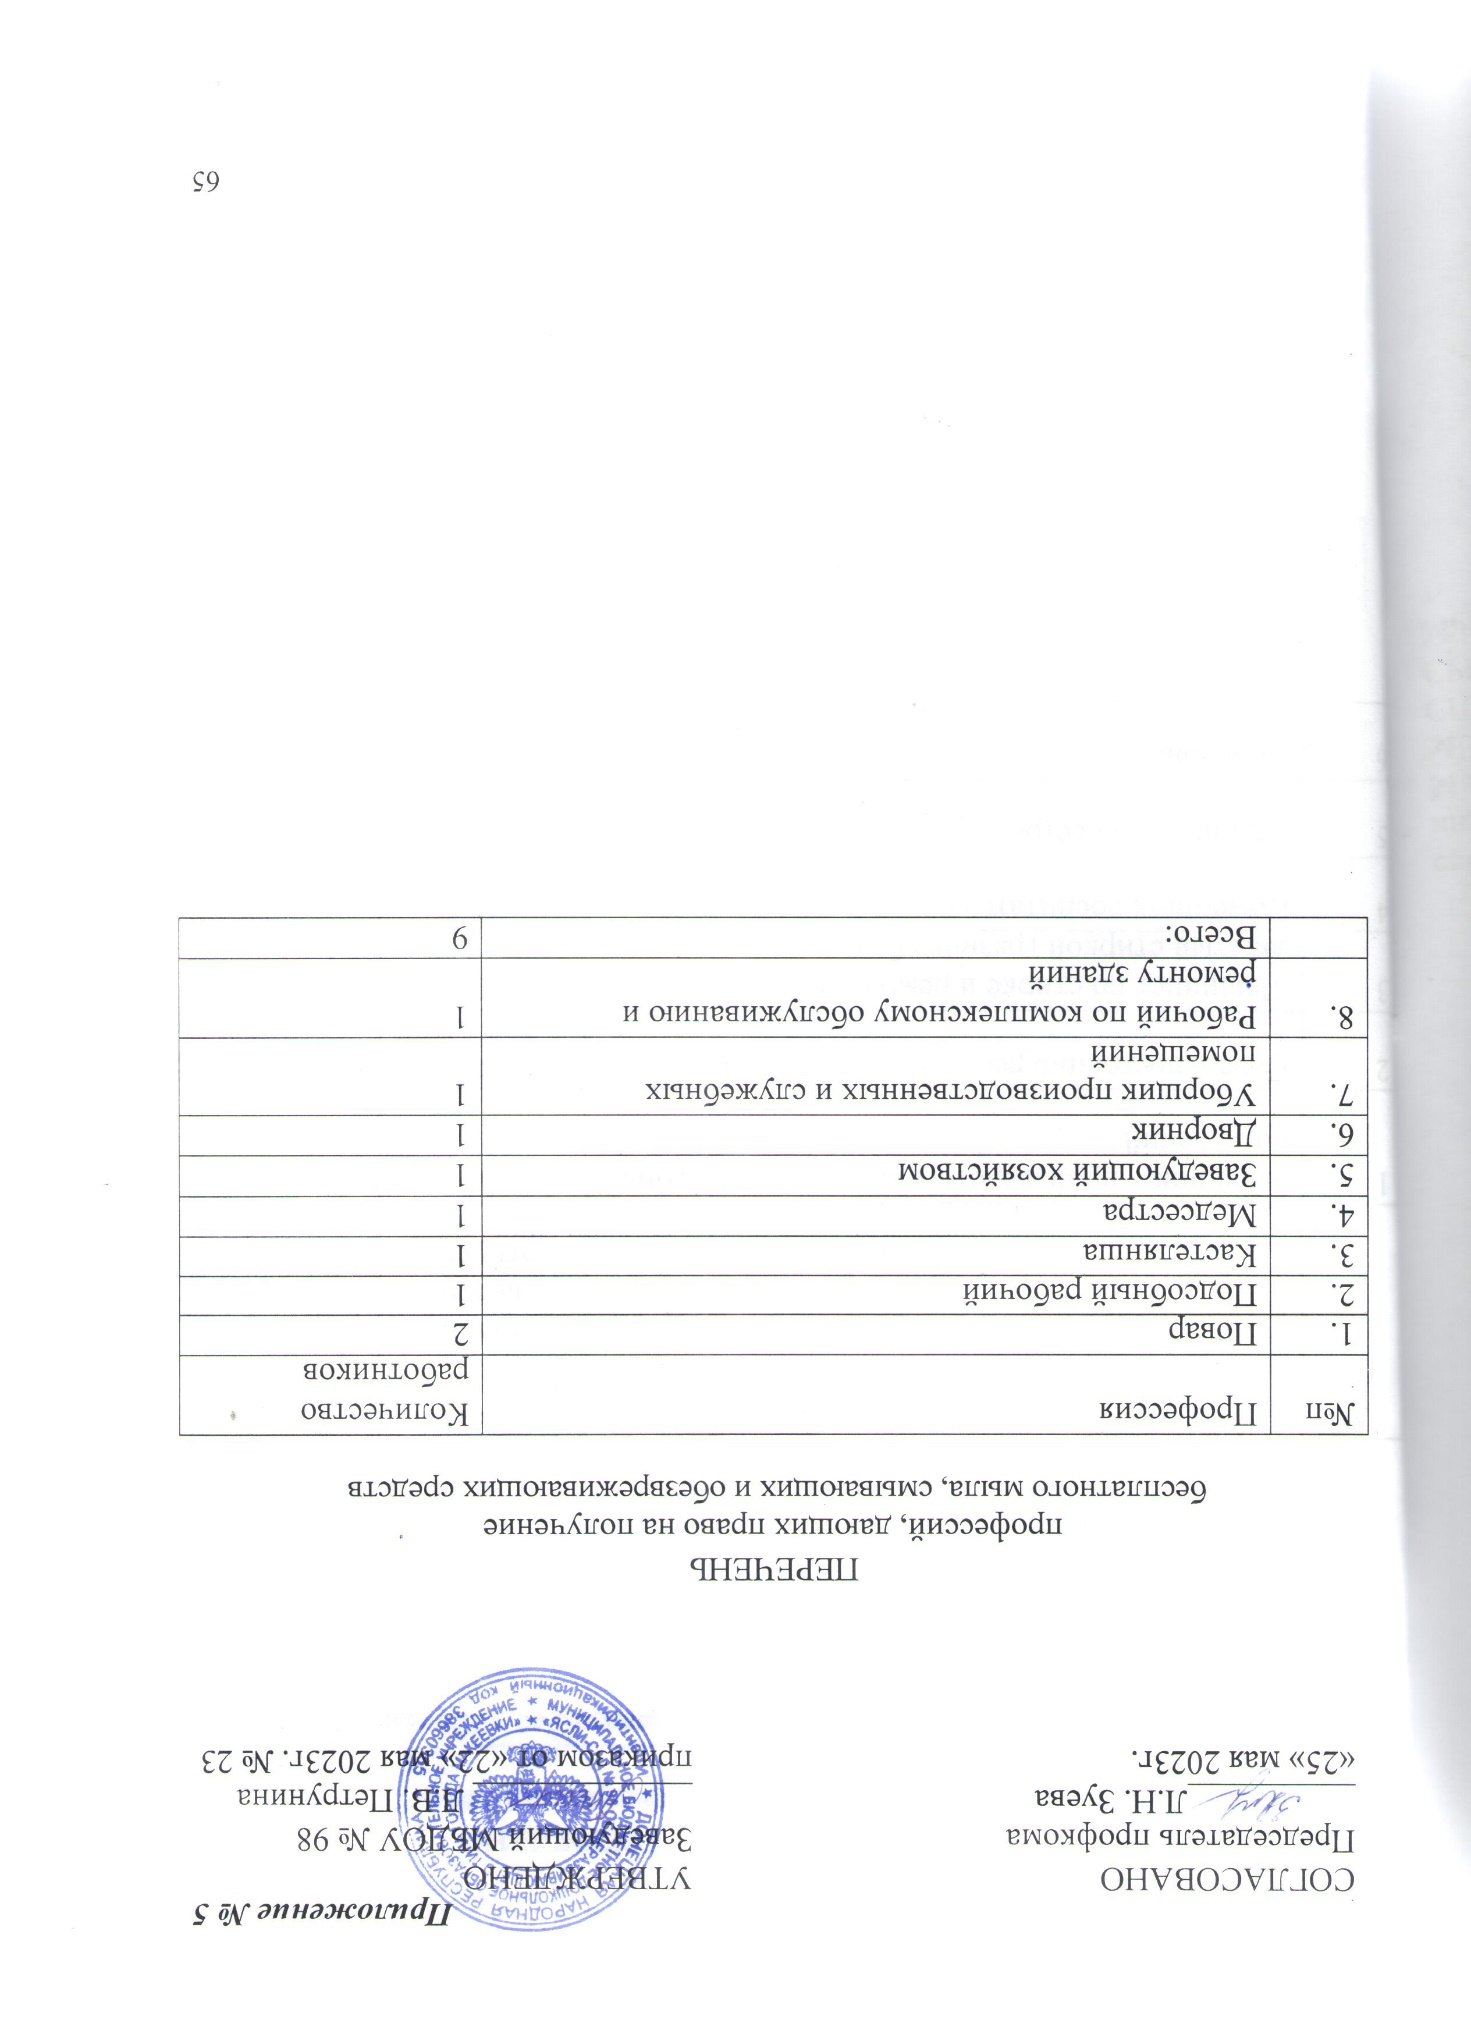 Приложение № 5
СОГЛАСОВАНО
Председатель профкома
Л.Н. Зуева
«25» мая 2023г.
УТВЕРЖДЕНО
Заведующий МБДОУ № 98
Л.В. Петрунина
приказом от «22» мая 2023г. № 23
ПЕРЕЧЕНЬ
профессий, дающих право на получение
бесплатного мыла, смывающих и обезвреживающих средств
№п Профессия Количество
работников
1. Повар 2
2. Подсобный рабочий 1
3. Кастелянша 1
4. Медсестра 1
5. Заведующий хозяйством 1
6. Дворник 1
7. Уборщик производственных и служебных 1
помещений
8. Рабочий по комплексному обслуживанию и 1
ремонту зданий
Всего: 9
65